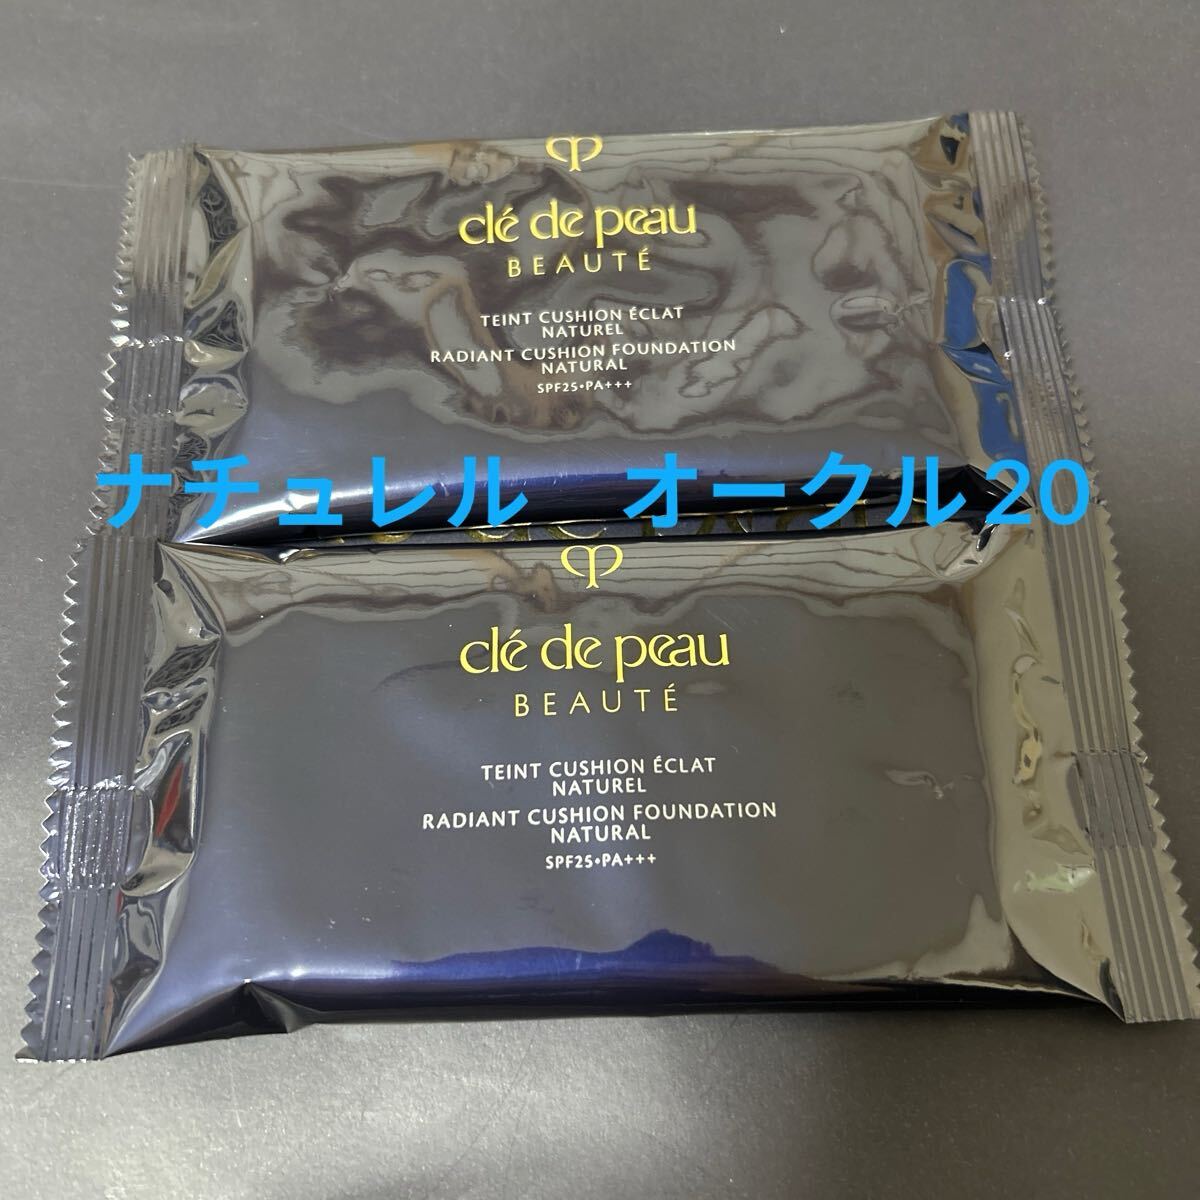 clé de peau
BEAUTÉ
TEINT CUSHION ÉCLAT
NATUREL
RADIANT CUSHION FOUNDATION
NATURAL
SPF25•PA+++
ナチュレル　オークル20
clé de peau
BEAUTÉ
TEINT CUSHION ÉCLAT
NATUREL
RADIANT CUSHION FOUNDATION
NATURAL
SPF25•PA+++